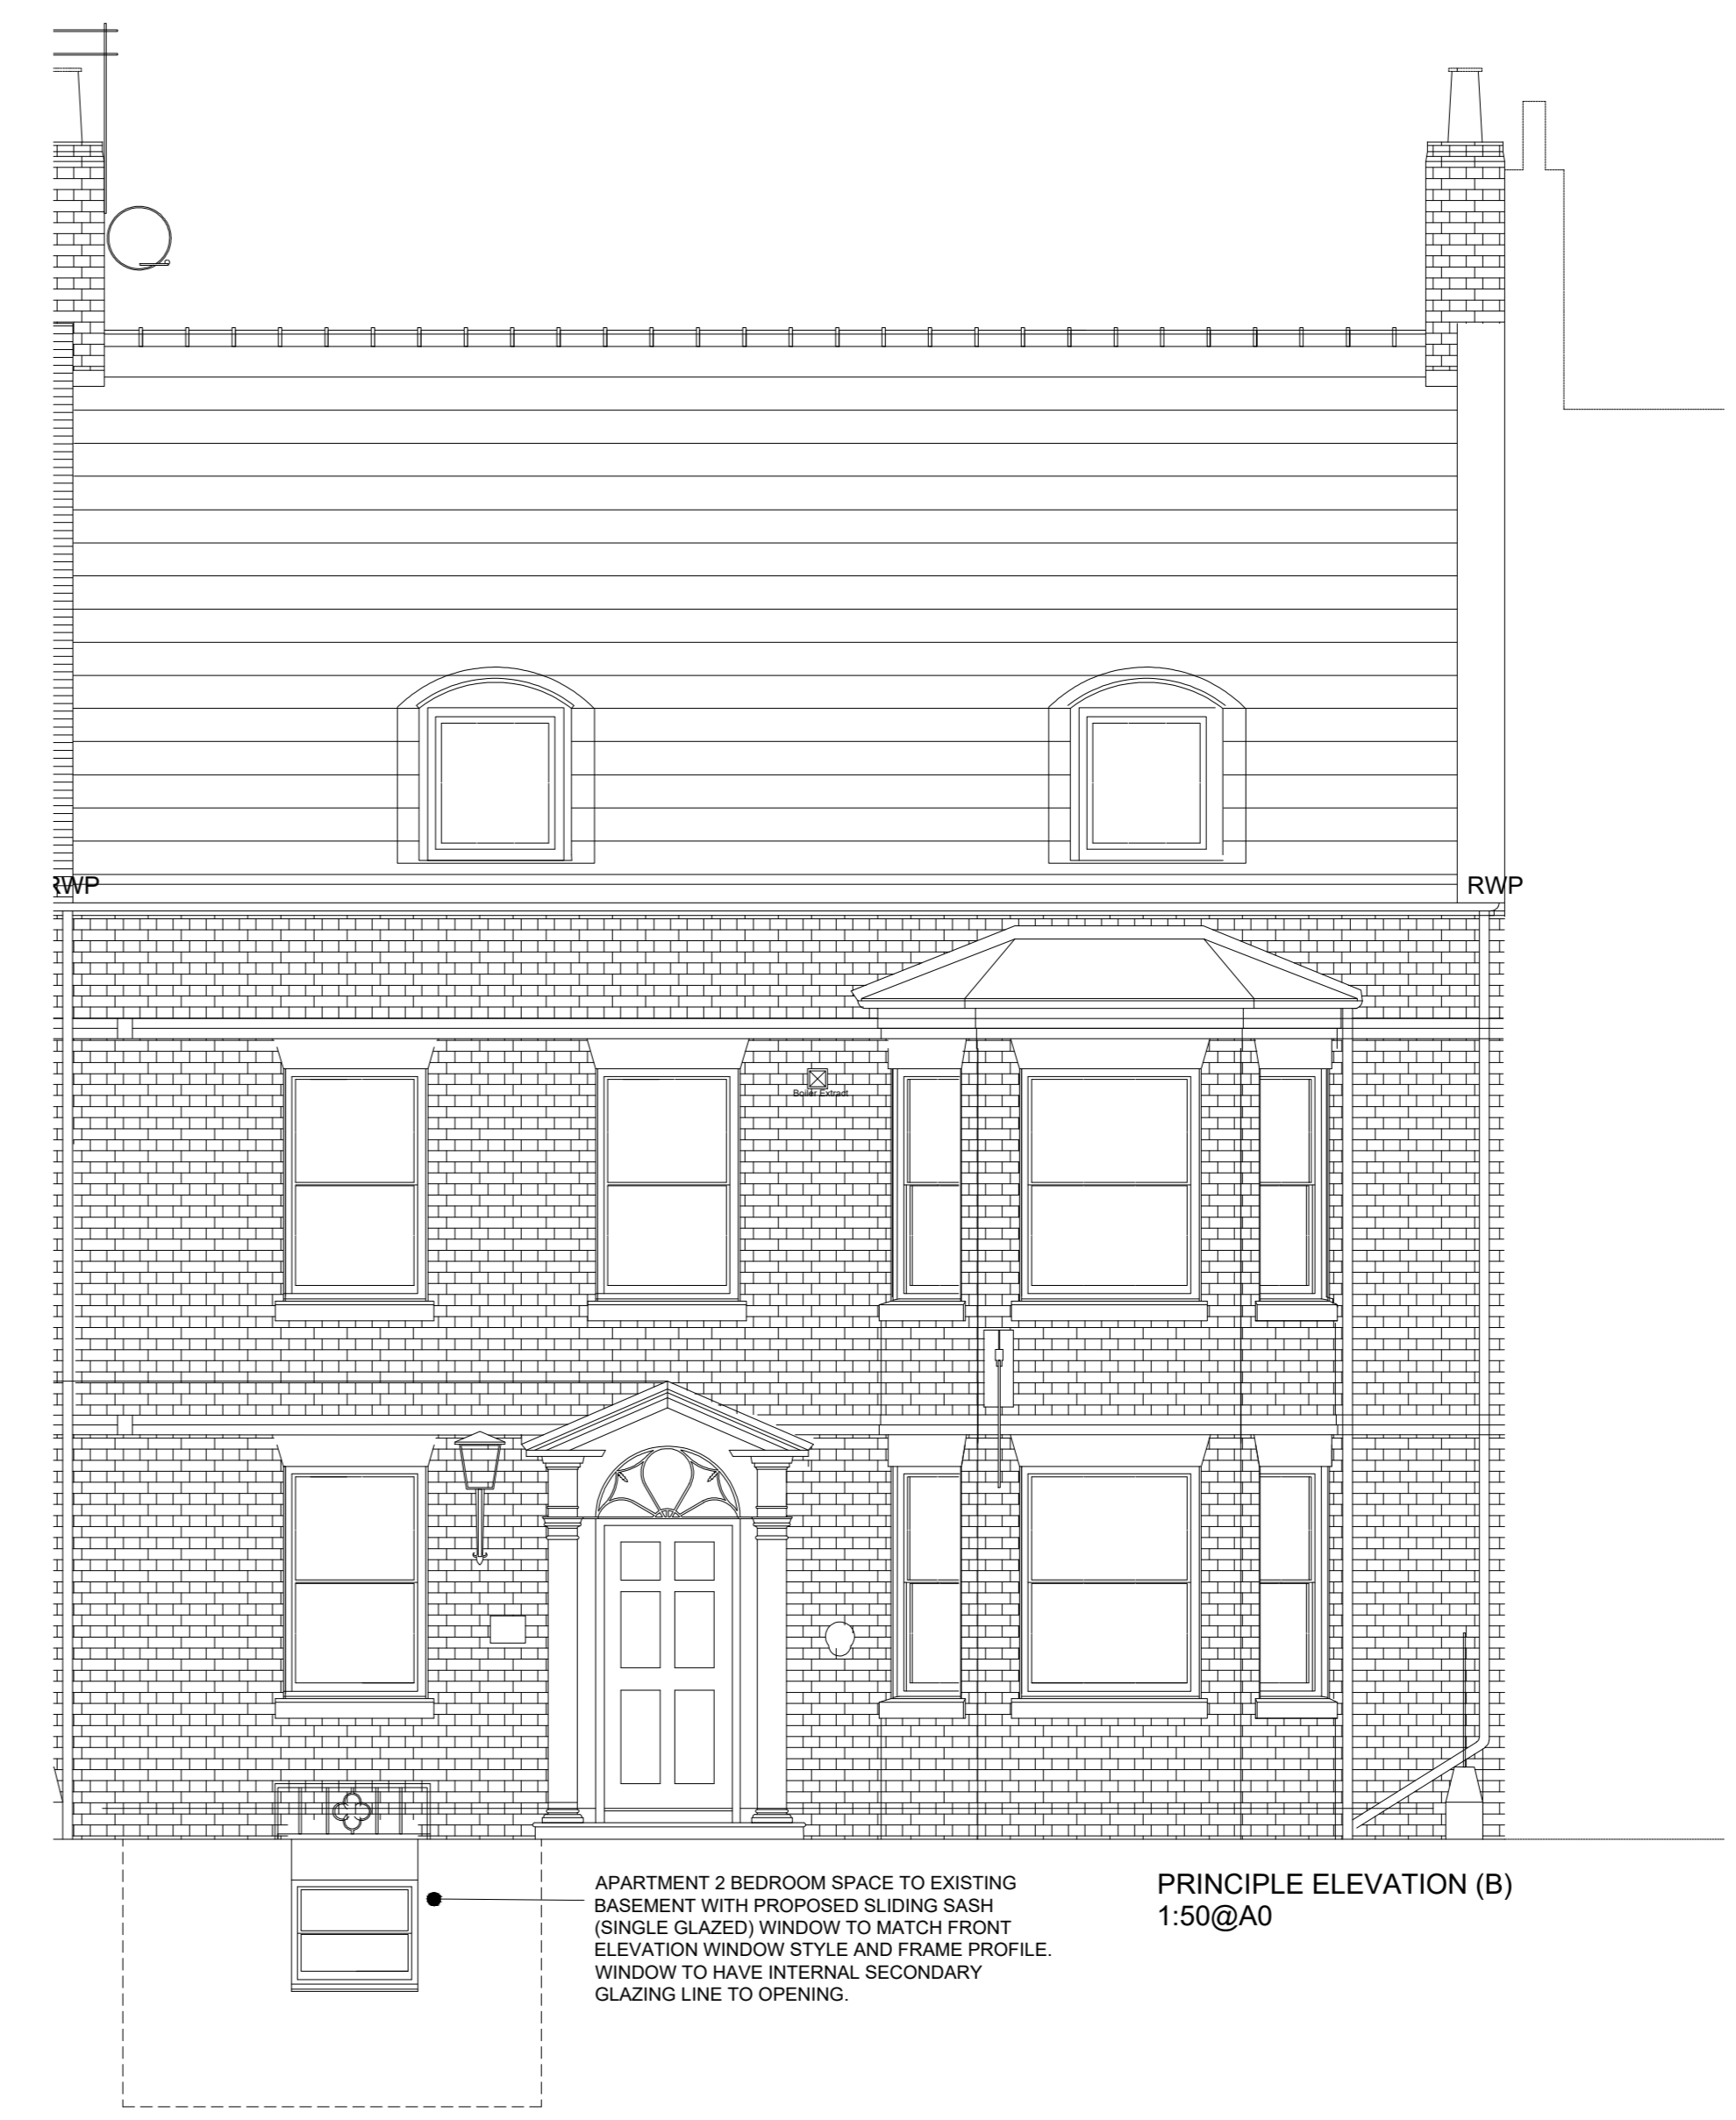 RWP
RWP
Boiler Extract
APARTMENT 2 BEDROOM SPACE TO EXISTING
BASEMENT WITH PROPOSED SLIDING SASH
(SINGLE GLAZED) WINDOW TO MATCH FRONT
ELEVATION WINDOW STYLE AND FRAME PROFILE.
WINDOW TO HAVE INTERNAL SECONDARY
GLAZING LINE TO OPENING.
PRINCIPLE ELEVATION (B)
1:50@A0